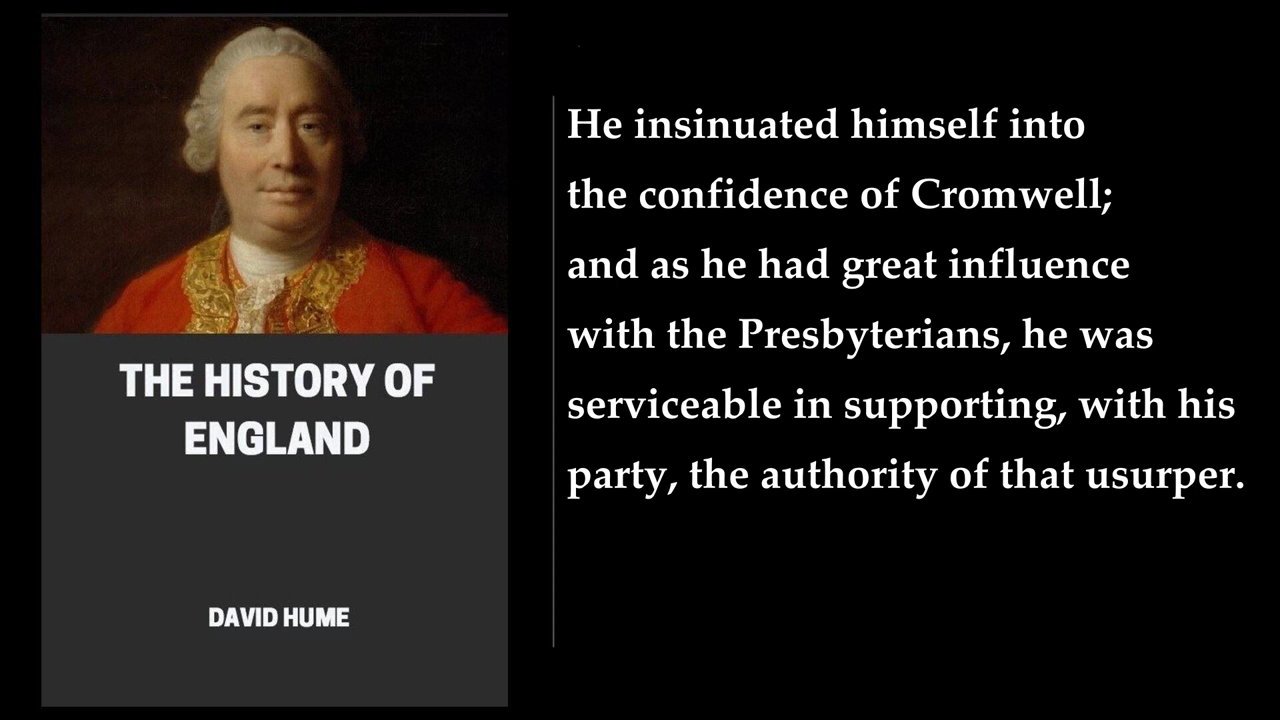 THE HISTORY OF
ENGLAND
DAVID HUME
He insinuated himself into
the confidence of Cromwell;
and as he had great influence
with the Presbyterians, he was
serviceable in supporting, with his
party, the authority of that usurper.